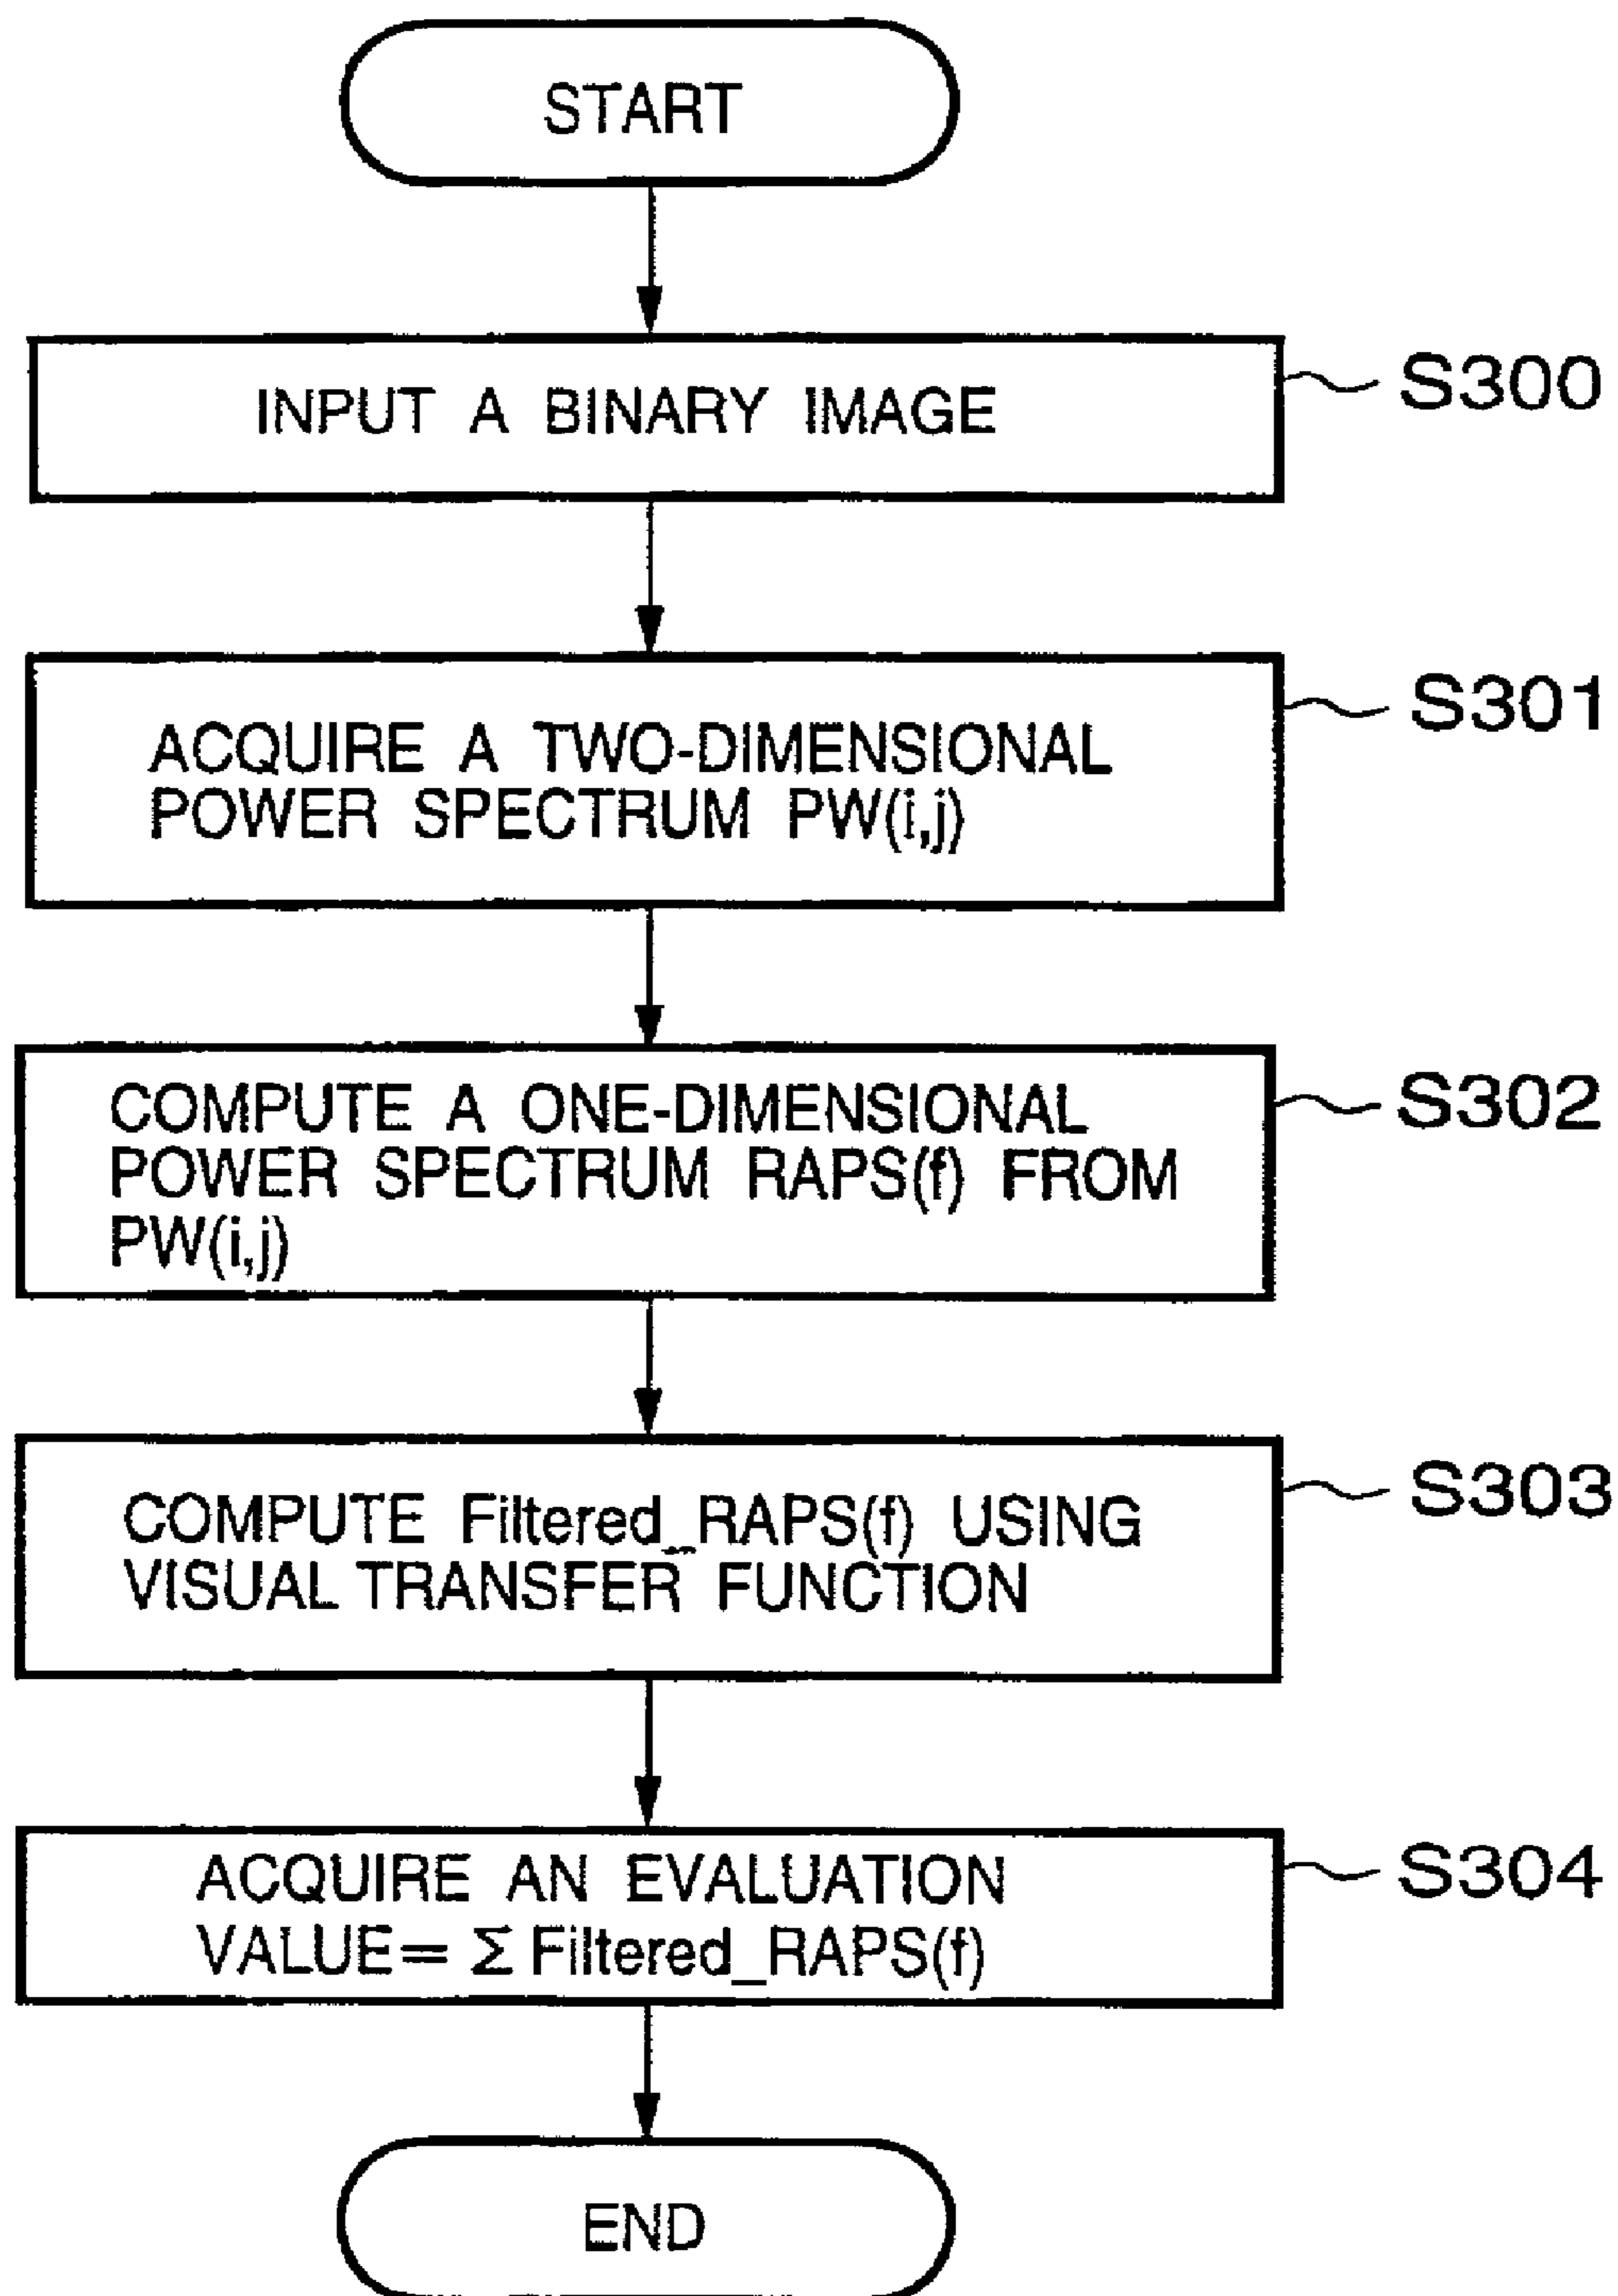 START
INPUT A BINARY IMAGE
S300
ACQUIRE A TWO-DIMENSIONAL
POWER SPECTRUM PW(i,j)
S301
COMPUTE A ONE-DIMENSIONAL
POWER SPECTRUM RAPS(f) FROM
PW(i,j)
S302
COMPUTE Filtered_RAPS(f) USING
VISUAL TRANSFER FUNCTION
S303
ACQUIRE AN EVALUATION
VALUE= Σ Filtered_RAPS(f)
S304
END